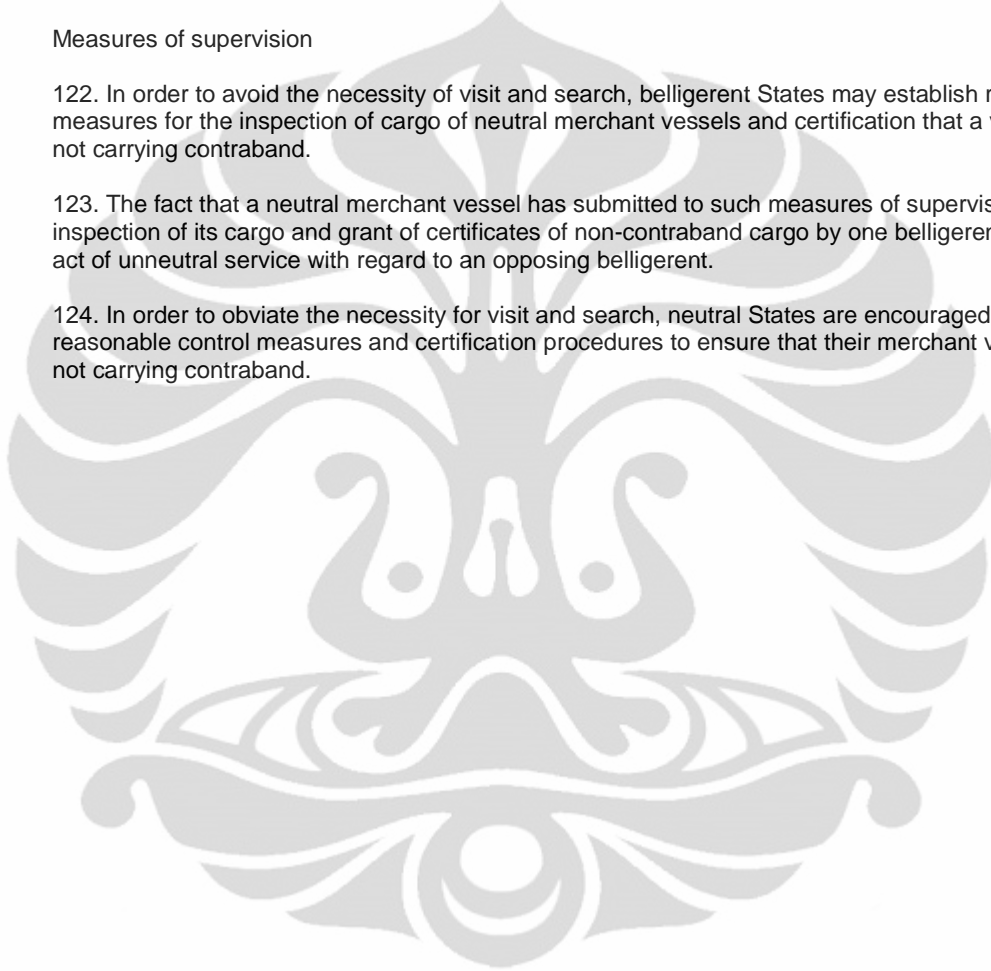 Measures of supervision
122. In order to avoid the necessity of visit and search, belligerent States may establish
measures for the inspection of cargo of neutral merchant vessels and certification that a
not carrying contraband.
123. The fact that a neutral merchant vessel has submitted to such measures of
inspection of its cargo and grant of certificates of non-contraband cargo by one
act of unneutral service with regard to an opposing belligerent.
124. In order to obviate the necessity for visit and search, neutral States are encouraged
reasonable control measures and certification procedures to ensure that their merchant
not carrying contraband.